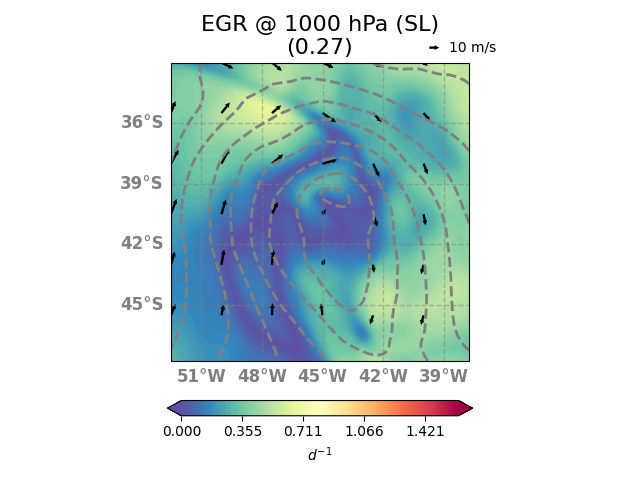 EGR @ 1000 hPa (SL)
(0.27)
10 m/s
36°S
39°S
42°S
45°S
51°W 48°W 45°W 42°W 39°W
0.000 0.355 0.711 1.066 1.421
d⁻¹